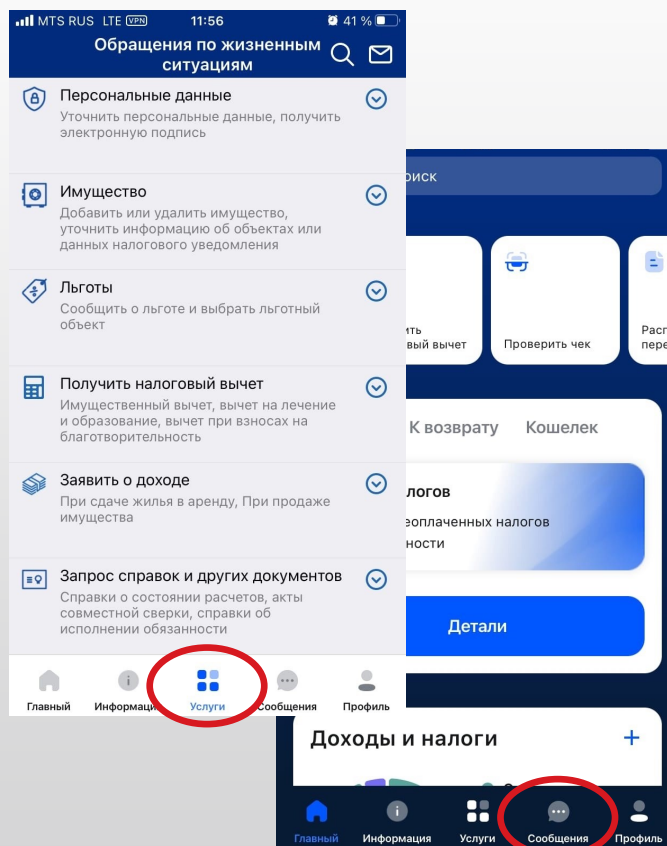 MTS RUS LTE VPN 11:56 41 %
Обращения по жизненным
ситуациям
Персональные данные
Уточнить персональные данные, получить
электронную подпись
Имущество
Добавить или удалить имущество,
уточнить информацию об объектах или
данных налогового уведомления
Льготы
Сообщить о льготе и выбрать льготный
объект
Получить налоговый вычет
Имущественный вычет, вычет на лечение
и образование, вычет при взносах на
благотворительность
Заявить о доходе
При сдаче жилья в аренду, При продаже
имущества
Запрос справок и других документов
Справки о состоянии расчетов, акты
совместной сверки, справки об
исполнении обязанности
Главный Информаци Услуги Сообщения Профиль
оиск
ить
вый вычет
Проверить чек
Расп
пере
К возврату Кошелек
логов
еоплаченных налогов
ности
Детали
Доходы и налоги +
Главный Информация Услуги Сообщения Профиль